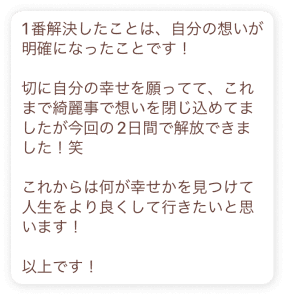 1番解決したことは、自分の想いが
明確になったことです！
切に自分の幸せを願ってて、これ
まで綺麗事で想いを閉じ込めてま
したが今回の2日間で解放できま
した！笑
これからは何が幸せかを見つけて
人生をより良くして行きたいと思
います！
以上です！